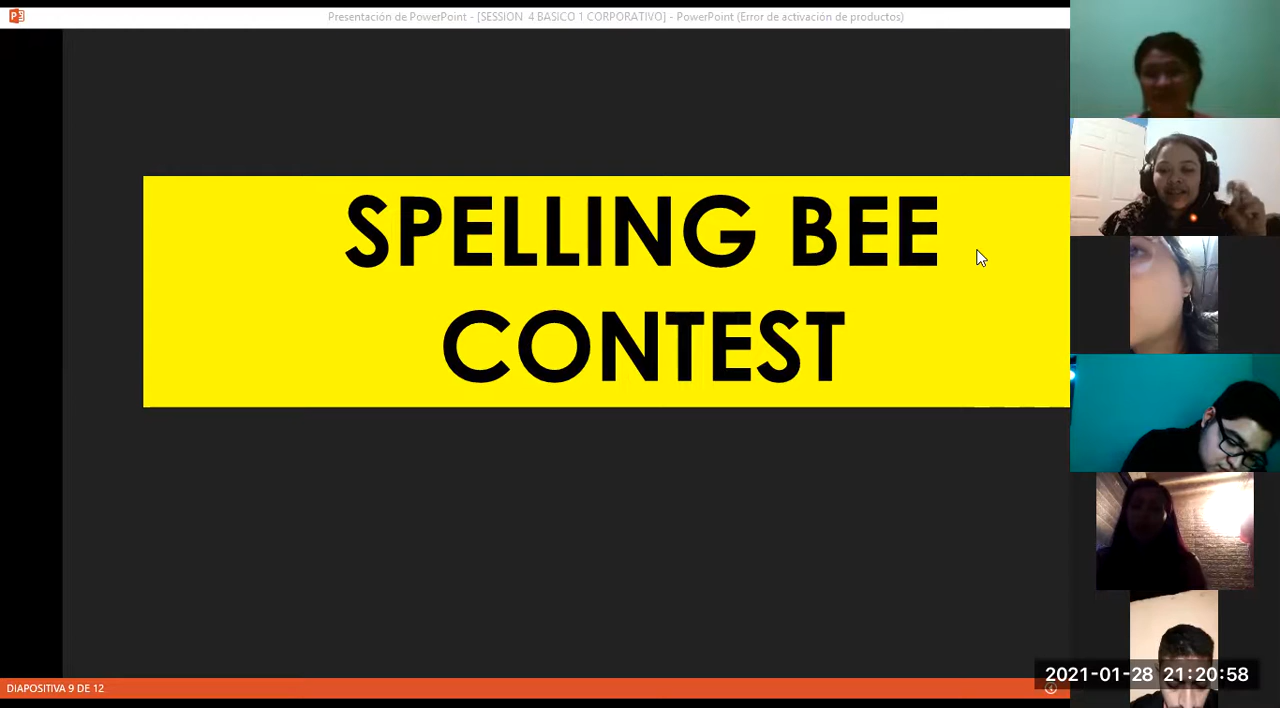 Presentación de PowerPoint - [SESSION 4 BASICO 1 CORPORATIVO] - PowerPoint (Error de activación de productos)
SPELLING BEE
CONTEST
DIAPOSITIVA 9 DE 12
2021-01-28 21:20:58